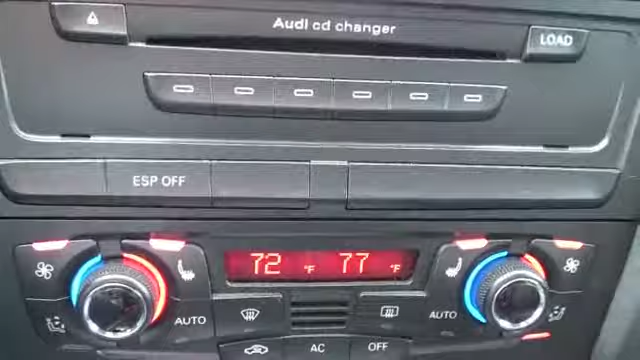 Audi cd changer
LOAD
ESP OFF
72 °F 77 °F
AUTO
AUTO
AC
OFF